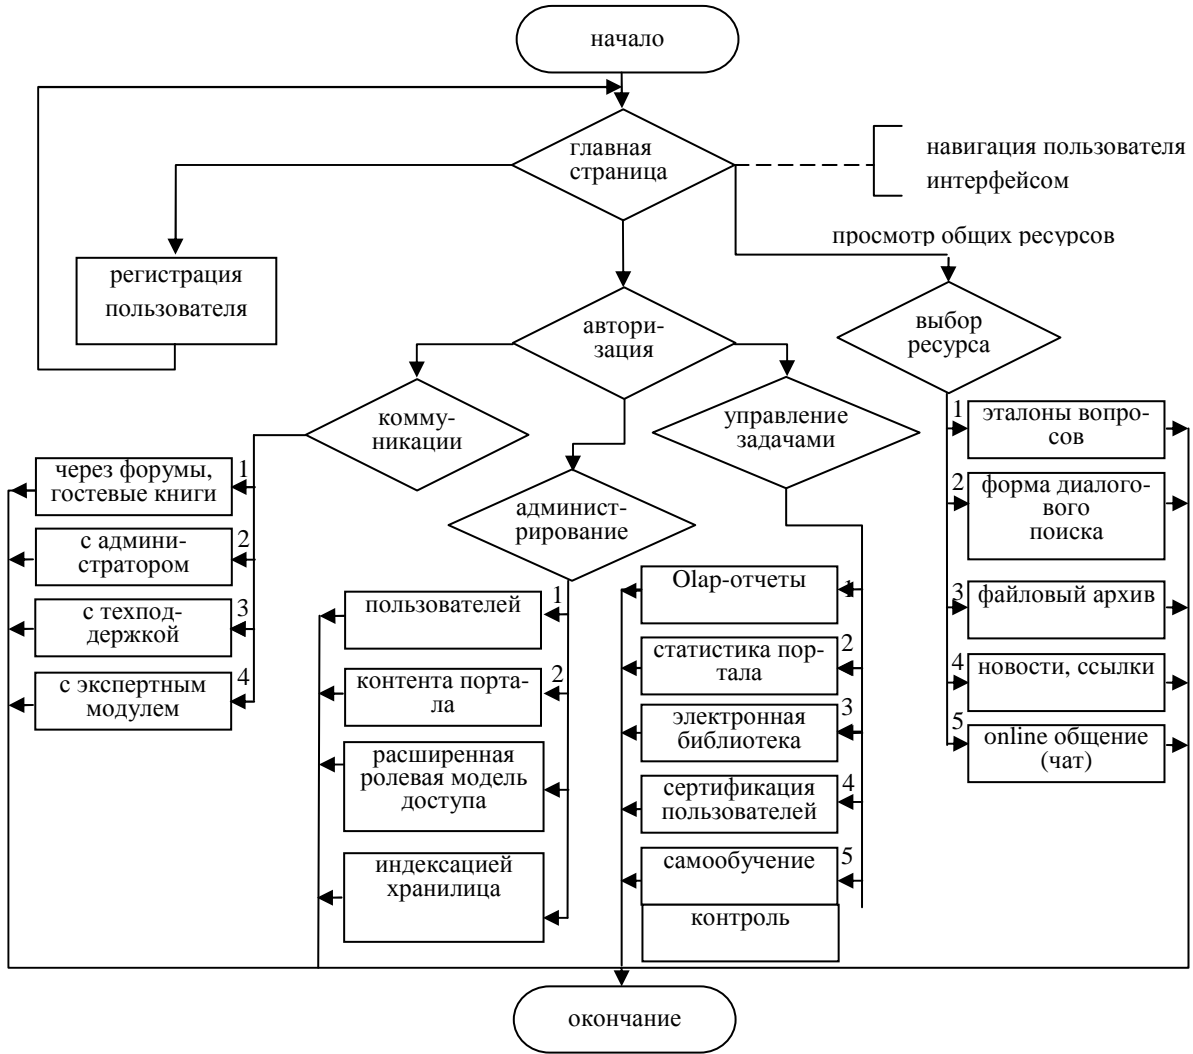 начало
главная
страница
навигация пользователя
интерфейсом
просмотр общих ресурсов
регистрация
пользователя
автори-
зация
выбор
ресурса
комму-
никации
управление
задачами
админист-
рирование
1
через форумы,
гостевые книги
2
с админи-
стратором
3
с техпод-
держкой
4
с экспертным
модулем
1
пользователей
2
контента порта-
ла
расширенная
ролевая модель
доступа
индексацией
хранилица
1
Olap-отчеты
2
статистика пор-
тала
3
электронная
библиотека
4
сертификация
пользователей
5
самообучение
контроль
1
эталоны вопро-
сов
2
форма диалого-
вого
поиска
3
файловый архив
4
новости, ссылки
5
online общение
(чат)
окончание